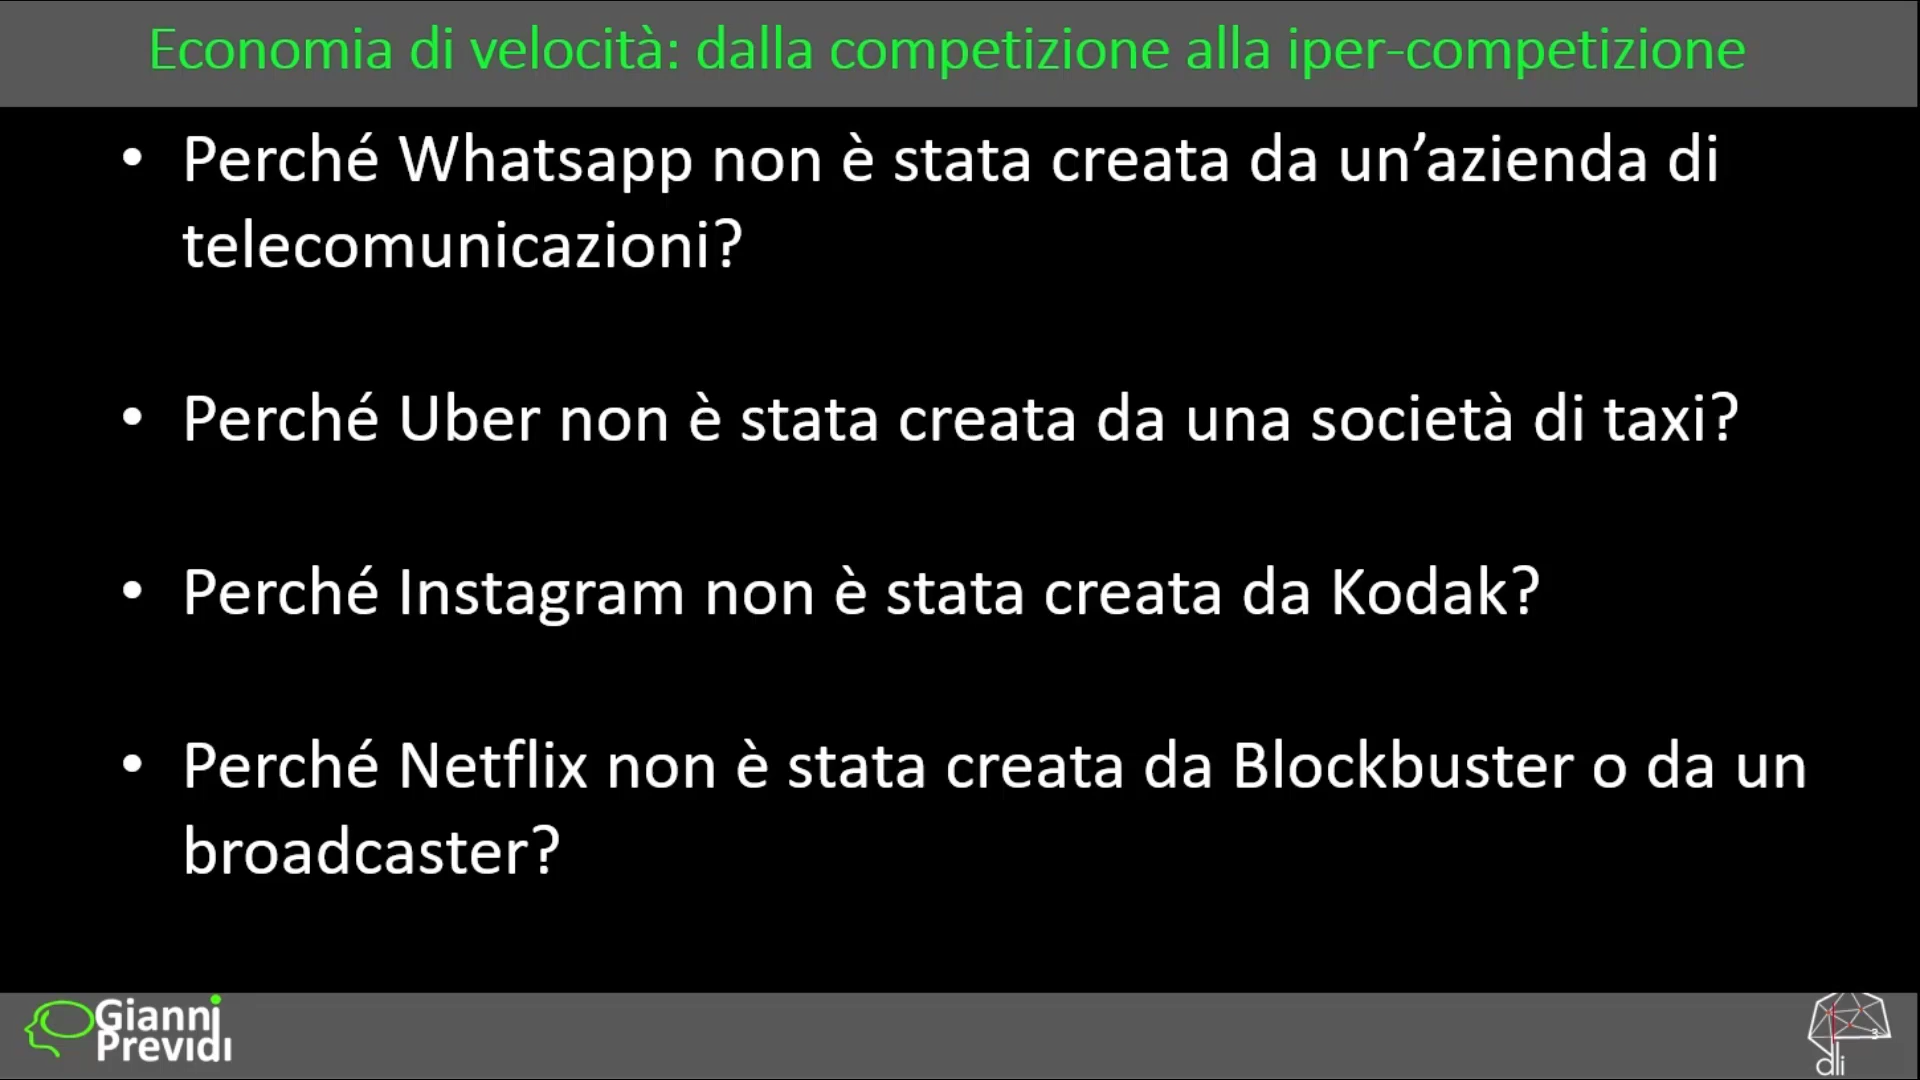 Economia di velocità: dalla competizione alla iper-competizione
• Perché Whatsapp non è stata creata da un’azienda di
telecomunicazioni?
• Perché Uber non è stata creata da una società di taxi?
• Perché Instagram non è stata creata da Kodak?
• Perché Netflix non è stata creata da Blockbuster o da un
broadcaster?
Gianni
Previdi
3
dli